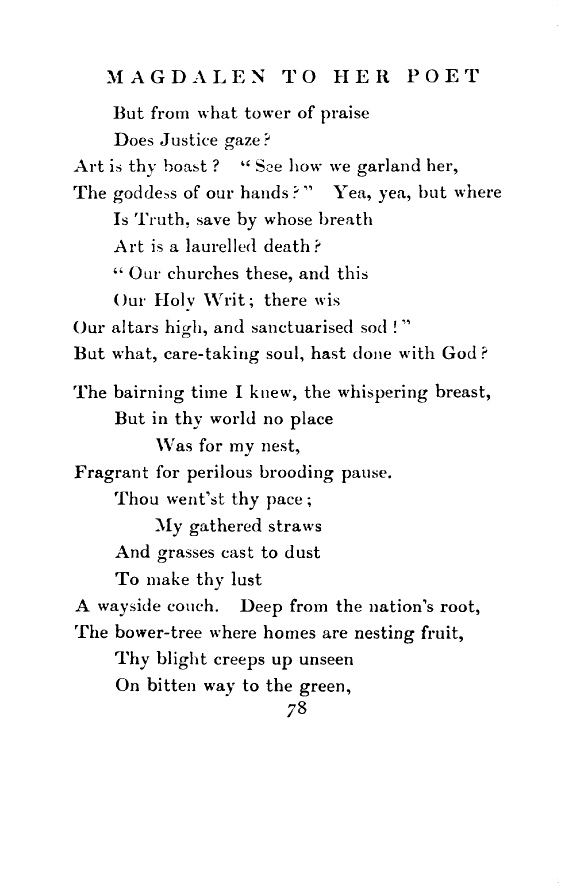 MAGDALEN TO HER POET
But from what tower of praise
Does Justice gaze?
Art is thy boast? “See how we garland her,
The goddess of our hands?” Yea, yea, but where
Is Truth, save by whose breath
Art is a laurelled death?
“Our churches these, and this
Our Holy Writ; there wis
Our altars high, and sanctuarised sod!”
But what, care-taking soul, hast done with God?
The bairning time I knew, the whispering breast,
But in thy world no place
Was for my nest,
Fragrant for perilous brooding pause.
Thou went'st thy pace;
My gathered straws
And grasses cast to dust
To make thy lust
A wayside couch. Deep from the nation's root,
The bower-tree where homes are nesting fruit,
Thy blight creeps up unseen
On bitten way to the green,
78